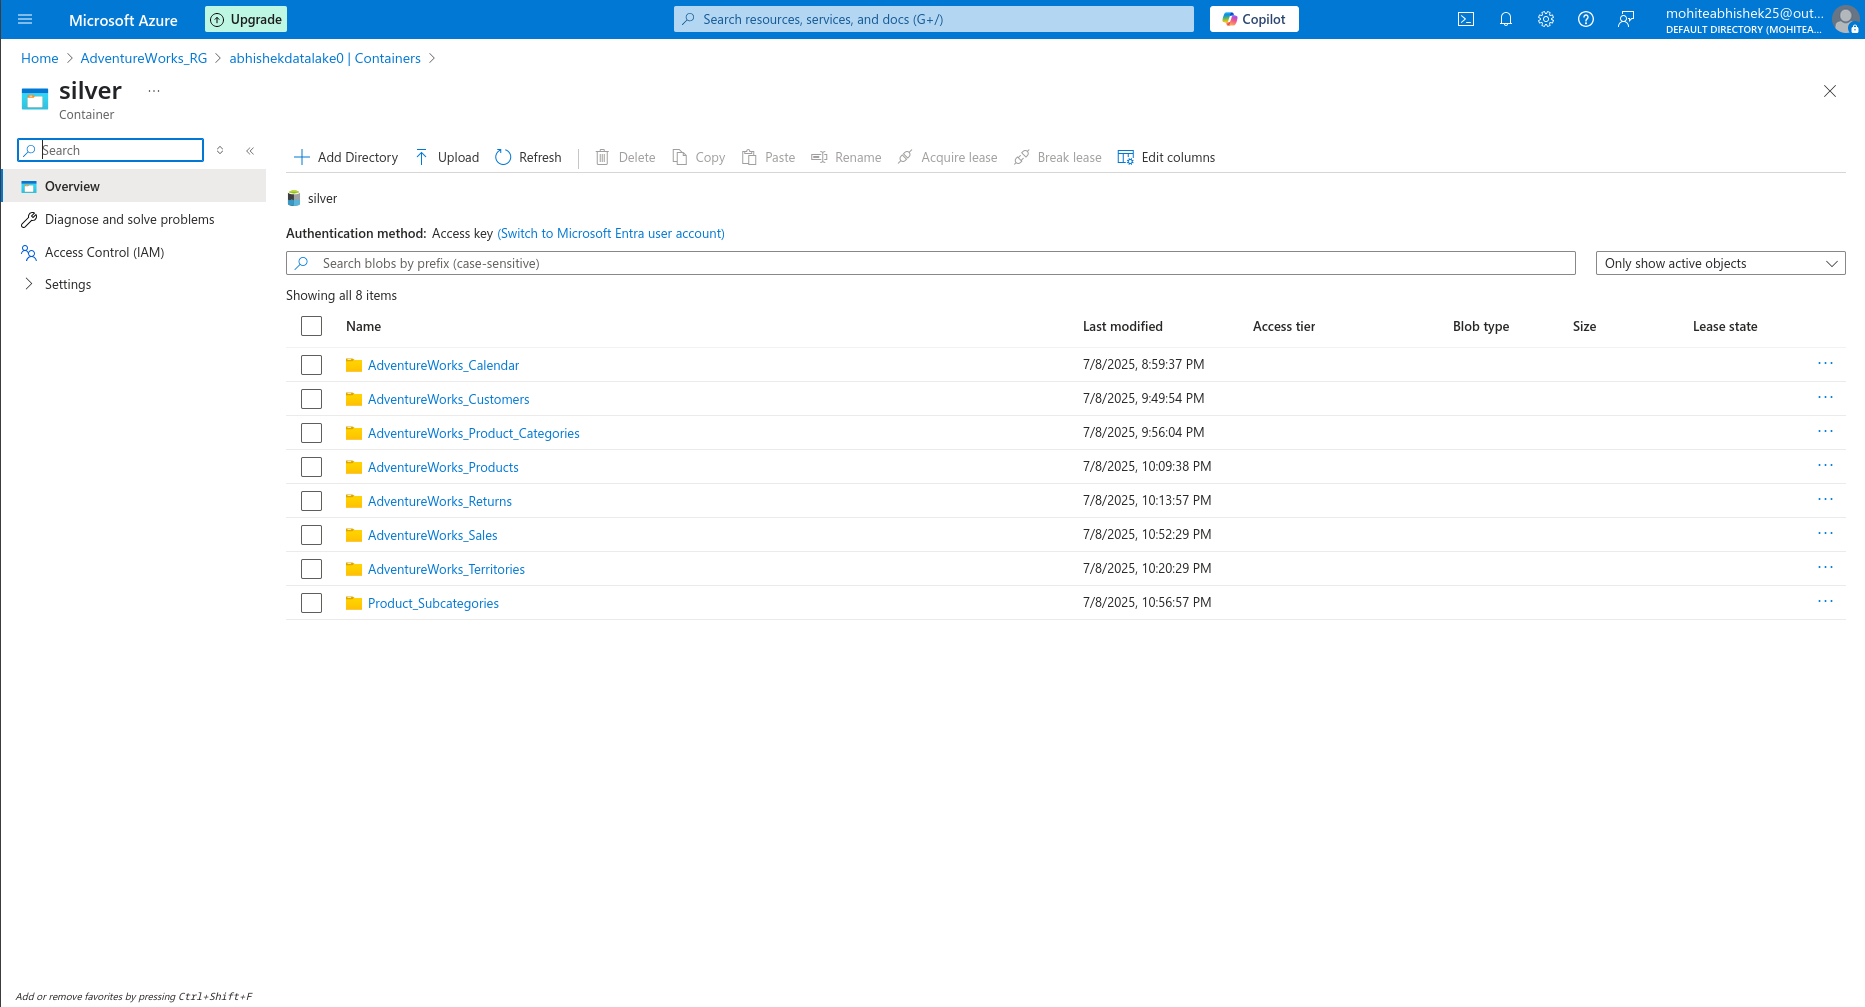 Microsoft Azure
Upgrade
Search resources, services, and docs (G+/)
Copilot
mohiteabhishek25@out...
DEFAULT DIRECTORY (MOHITEA...
Home > AdventureWorks_RG > abhishekdatalake0 | Containers >
silver ...
Container
Search
Overview
Diagnose and solve problems
Access Control (IAM)
Settings
Add Directory Upload Refresh Delete Copy Paste Rename Acquire lease Break lease Edit columns
silver
Authentication method: Access key (Switch to Microsoft Entra user account)
Search blobs by prefix (case-sensitive)
Only show active objects
Showing all 8 items
Name Last modified Access tier Blob type Size Lease state
AdventureWorks_Calendar 7/8/2025, 8:59:37 PM ...
AdventureWorks_Customers 7/8/2025, 9:49:54 PM ...
AdventureWorks_Product_Categories 7/8/2025, 9:56:04 PM ...
AdventureWorks_Products 7/8/2025, 10:09:38 PM ...
AdventureWorks_Returns 7/8/2025, 10:13:57 PM ...
AdventureWorks_Sales 7/8/2025, 10:52:29 PM ...
AdventureWorks_Territories 7/8/2025, 10:20:29 PM ...
Product_Subcategories 7/8/2025, 10:56:57 PM ...
Add or remove favorites by pressing Ctrl+Shift+F